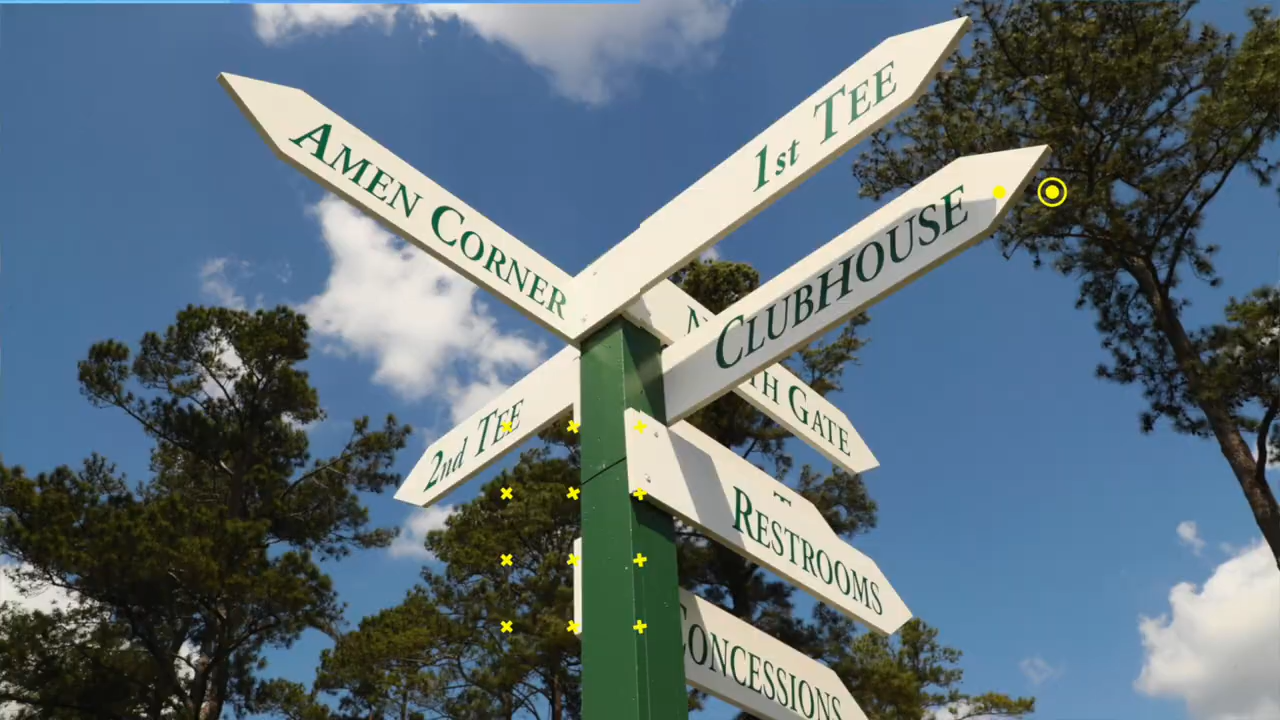 AMEN CORNER
1st TEE
CLUBHOUSE
GATE
2nd TEE
RESTROOMS
CONCESSIONS